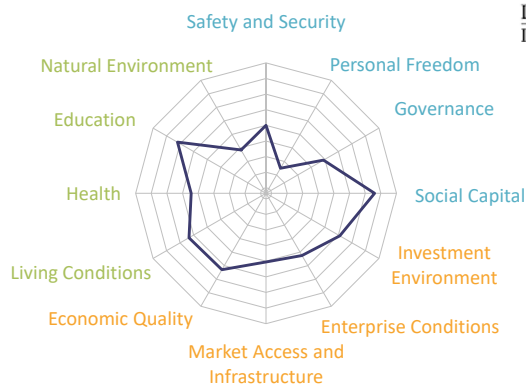 Safety and Security
Natural Environment
Personal Freedom
Education
Governance
Health
Social Capital
Investment
Environment
Living Conditions
Economic Quality
Enterprise Conditions
Market Access and
Infrastructure